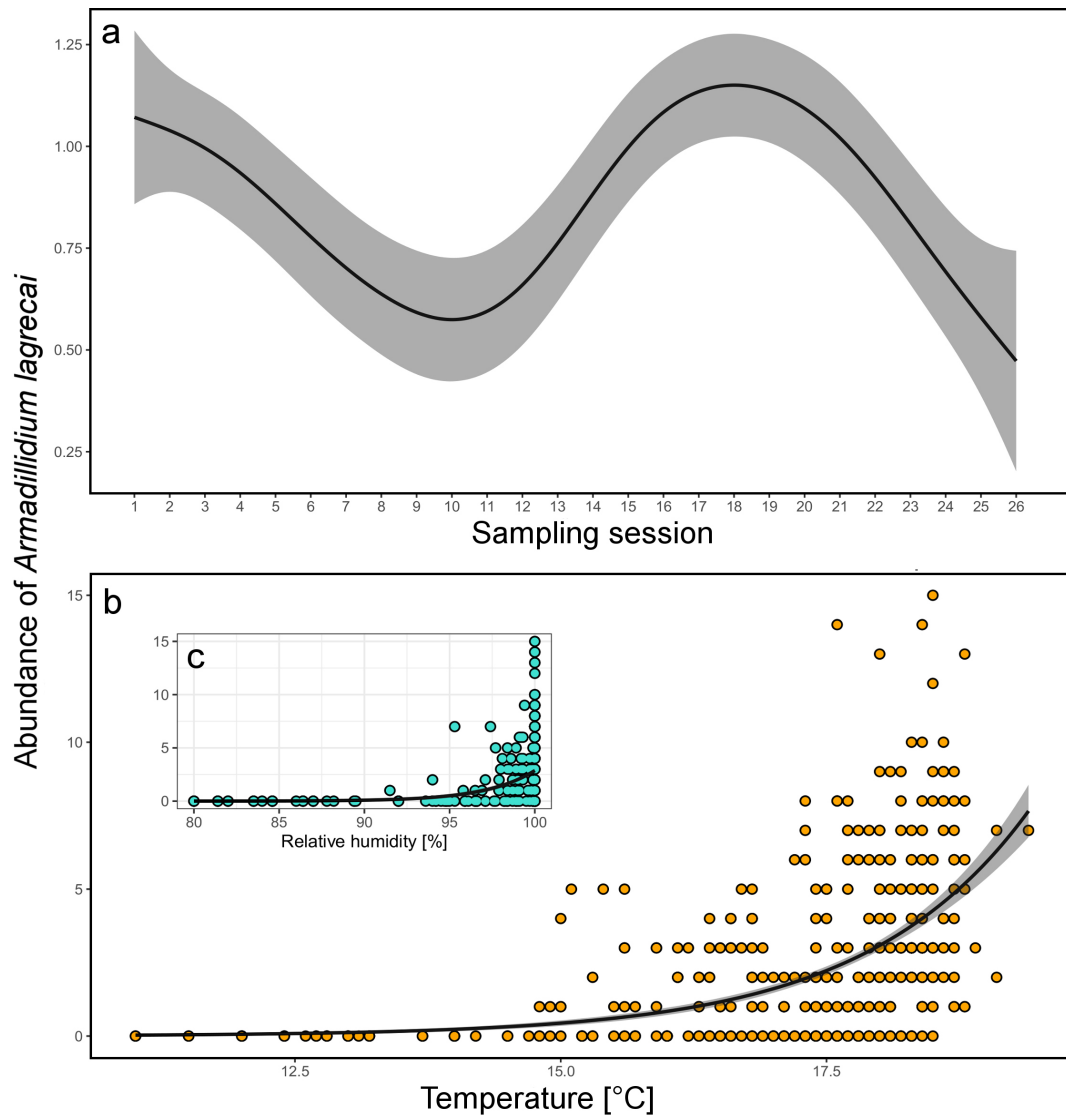 a
1.25
1.00
0.75
0.50
0.25
1 2 3 4 5 6 7 8 9 10 11 12 13 14 15 16 17 18 19 20 21 22 23 24 25 26
Sampling session
Abundance of Armadillidium lagrecai
b
15
10
5
0
c
15
10
5
0
80 85 90 95 100
Relative humidity [%]
12.5 15.0 17.5
Temperature [°C]